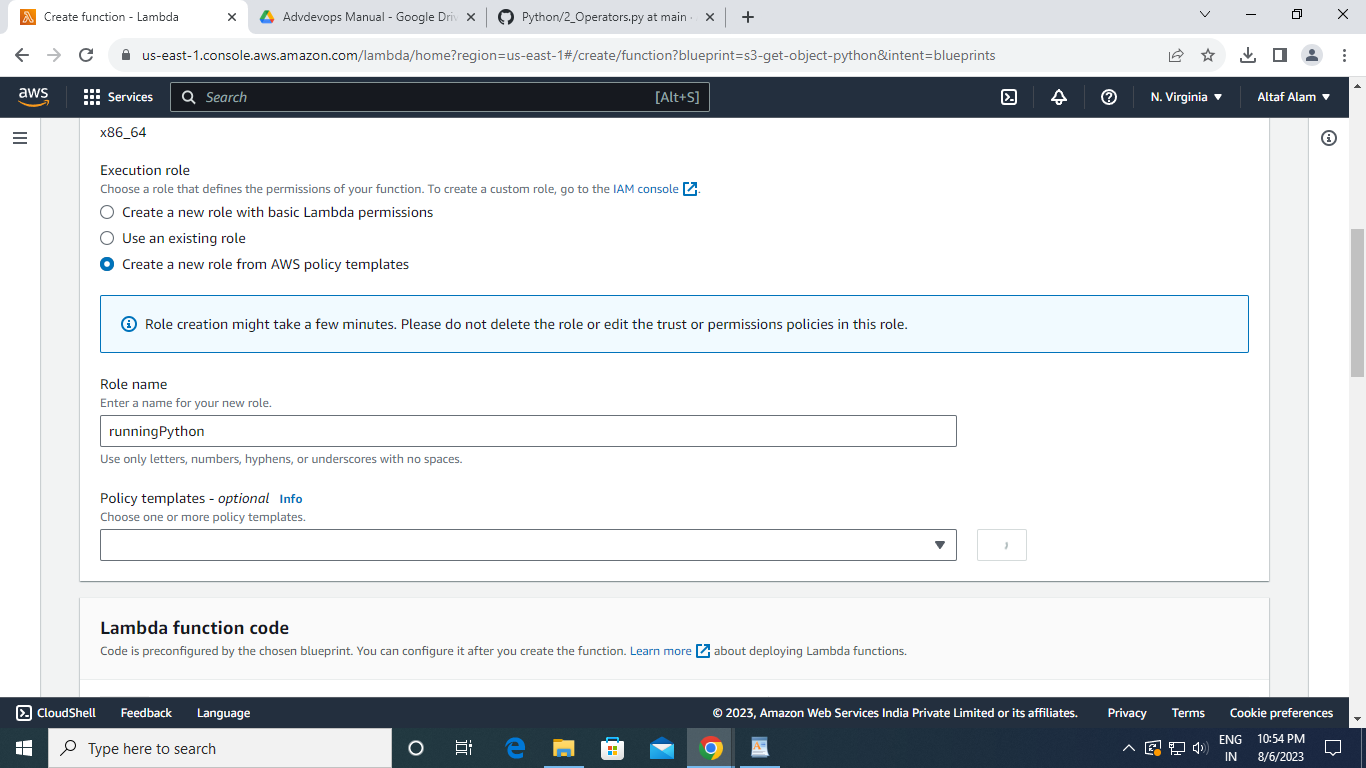 Create function - Lambda
Advdevops Manual - Google Dri
Python/2_Operators.py at main ·
us-east-1.console.aws.amazon.com/lambda/home?region=us-east-1#/create/function?blueprint=s3-get-object-python&intent=blueprints
aws
Services
Search
[Alt+S]
N. Virginia
Altaf Alam
x86_64
Execution role
Choose a role that defines the permissions of your function. To create a custom role, go to the IAM console.
Create a new role with basic Lambda permissions
Use an existing role
Create a new role from AWS policy templates
Role creation might take a few minutes. Please do not delete the role or edit the trust or permissions policies in this role.
Role name
Enter a name for your new role.
runningPython
Use only letters, numbers, hyphens, or underscores with no spaces.
Policy templates - optional Info
Choose one or more policy templates.
Lambda function code
Code is preconfigured by the chosen blueprint. You can configure it after you create the function. Learn more about deploying Lambda functions.
CloudShell
Feedback
Language
© 2023, Amazon Web Services India Private Limited or its affiliates.
Privacy
Terms
Cookie preferences
Type here to search
ENG
IN
10:54 PM
8/6/2023